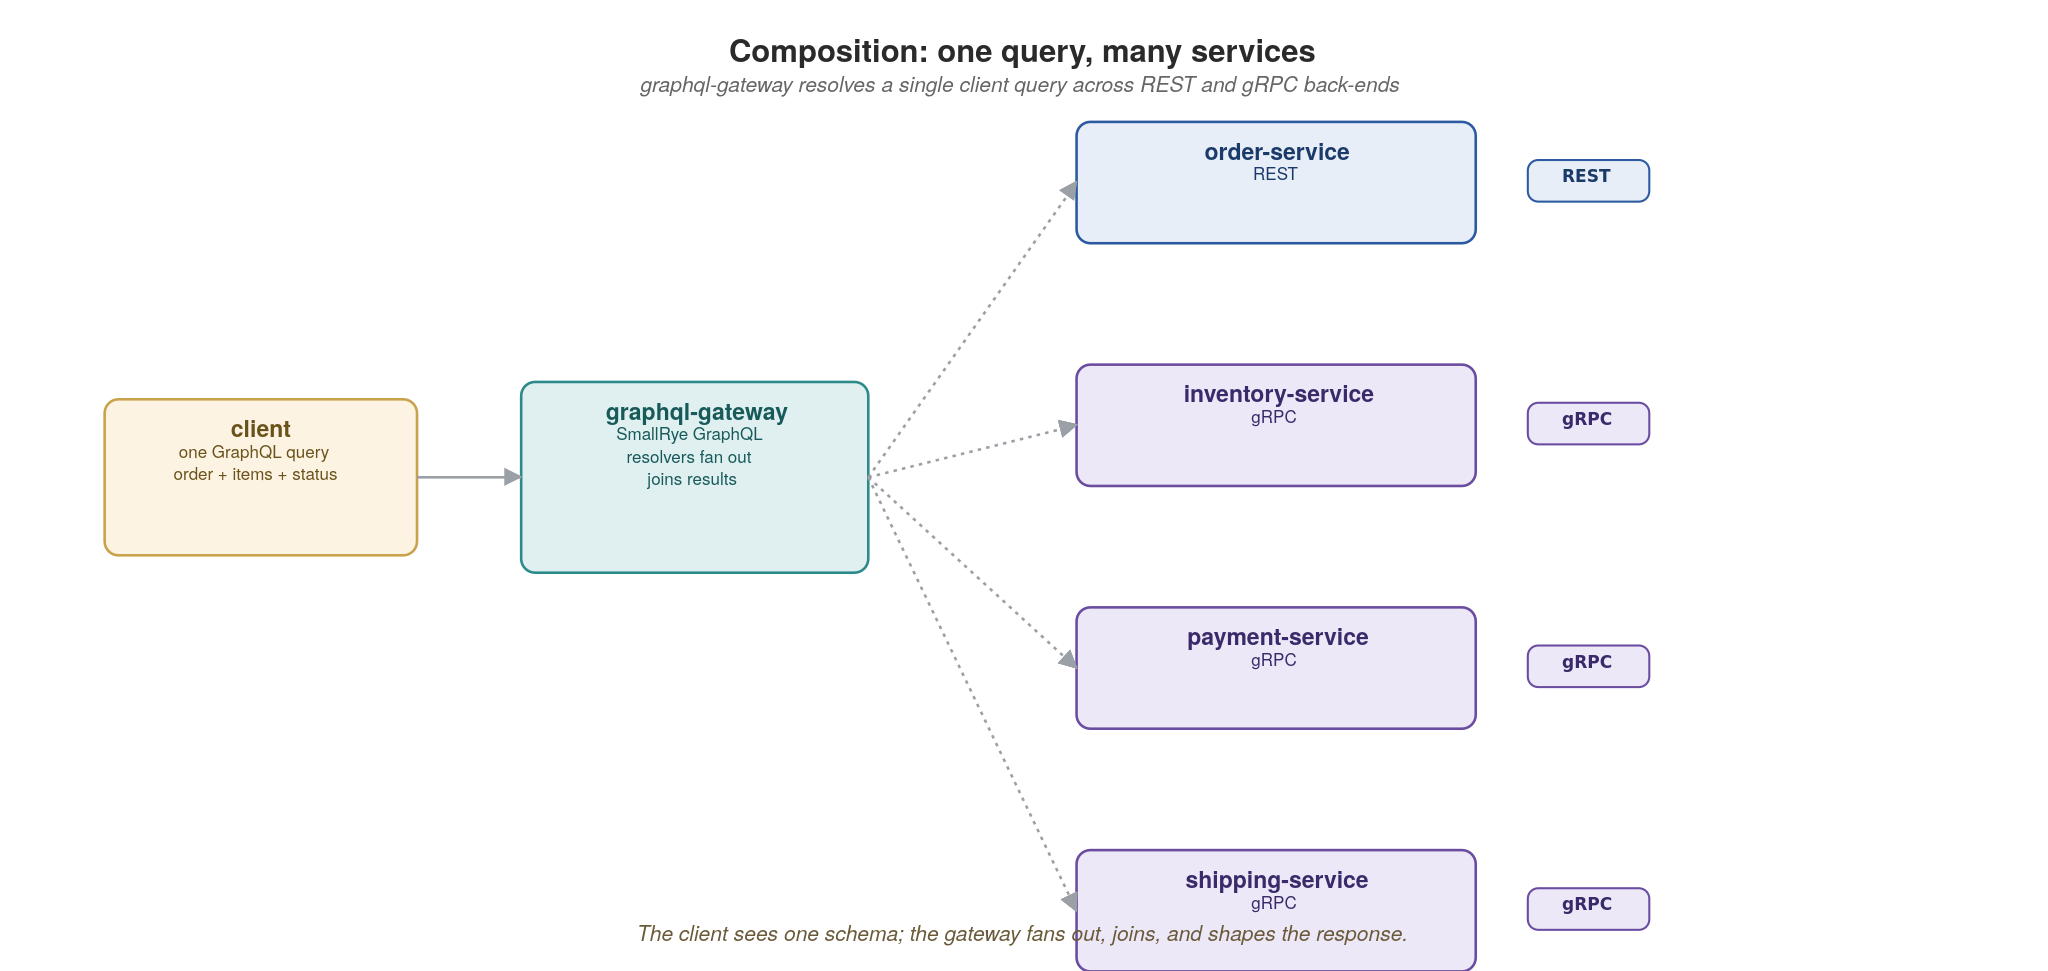 Composition: one query, many services
graphql-gateway resolves a single client query across REST and gRPC back-ends
client
one GraphQL query
order + items + status
graphql-gateway
SmallRye GraphQL
resolvers fan out
joins results
order-service
REST
REST
inventory-service
gRPC
gRPC
payment-service
gRPC
gRPC
shipping-service
gRPC
gRPC
The client sees one schema; the gateway fans out, joins, and shapes the response.